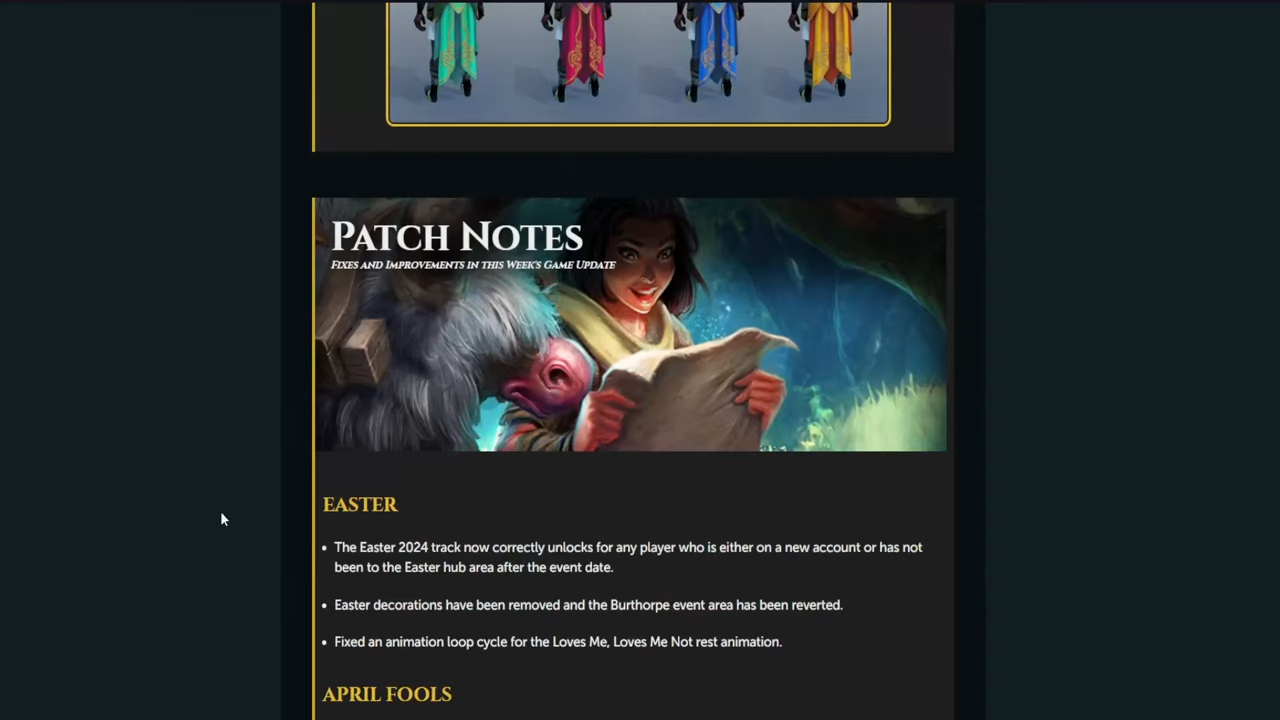 Patch Notes
Fixes and Improvements in this Week's Game Update
EASTER
• The Easter 2024 track now correctly unlocks for any player who is either on a new account or has not
been to the Easter hub area after the event date.
• Easter decorations have been removed and the Burthorpe event area has been reverted.
• Fixed an animation loop cycle for the Loves Me, Loves Me Not rest animation.
APRIL FOOLS